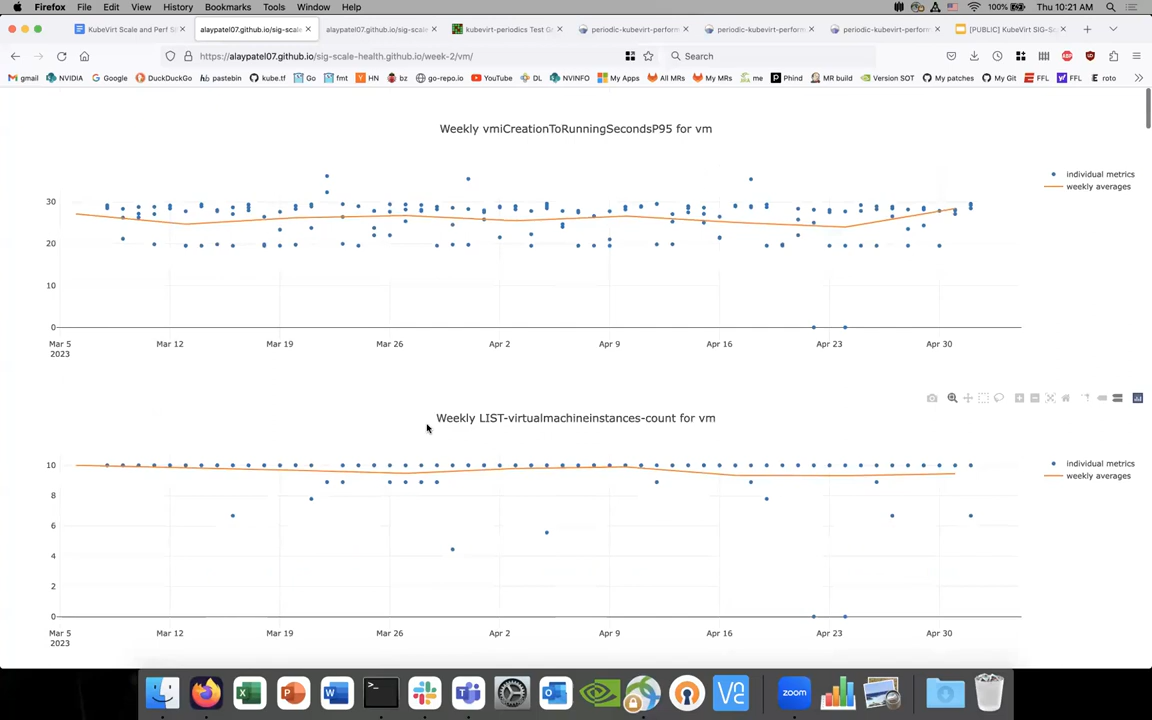 Firefox File Edit View History Bookmarks Tools Window Help 100% Thu 10:21 AM
KubeVirt Scale and Perf S alaypatel07.github.io/sig-scale- alaypatel07.github.io/sig-scale- kubevirt-periodics Test G periodic-kubevirt-perform periodic-kubevirt-perform periodic-kubevirt-perform [PUBLIC] KubeVirt SIG-Sc
https://alaypatel07.github.io/sig-scale-health.github.io/week-2/vm/ Search
gmail NVIDIA Google DuckDuckGo pastebin kube.tf Go fmt HN bz go-repo.io YouTube DL NVINFO My Apps All MRs My MRs me Phind MR build Version SOT My patches My Git FFL FFL roto
Weekly vmiCreationToRunningSecondsP95 for vm
individual metrics
weekly averages
30
20
10
0
Mar 5 Mar 12 Mar 19 Mar 26 Apr 2 Apr 9 Apr 16 Apr 23 Apr 30
2023
Weekly LIST-virtualmachineinstances-count for vm
individual metrics
weekly averages
10
8
6
4
2
0
Mar 5 Mar 12 Mar 19 Mar 26 Apr 2 Apr 9 Apr 16 Apr 23 Apr 30
2023
zoom